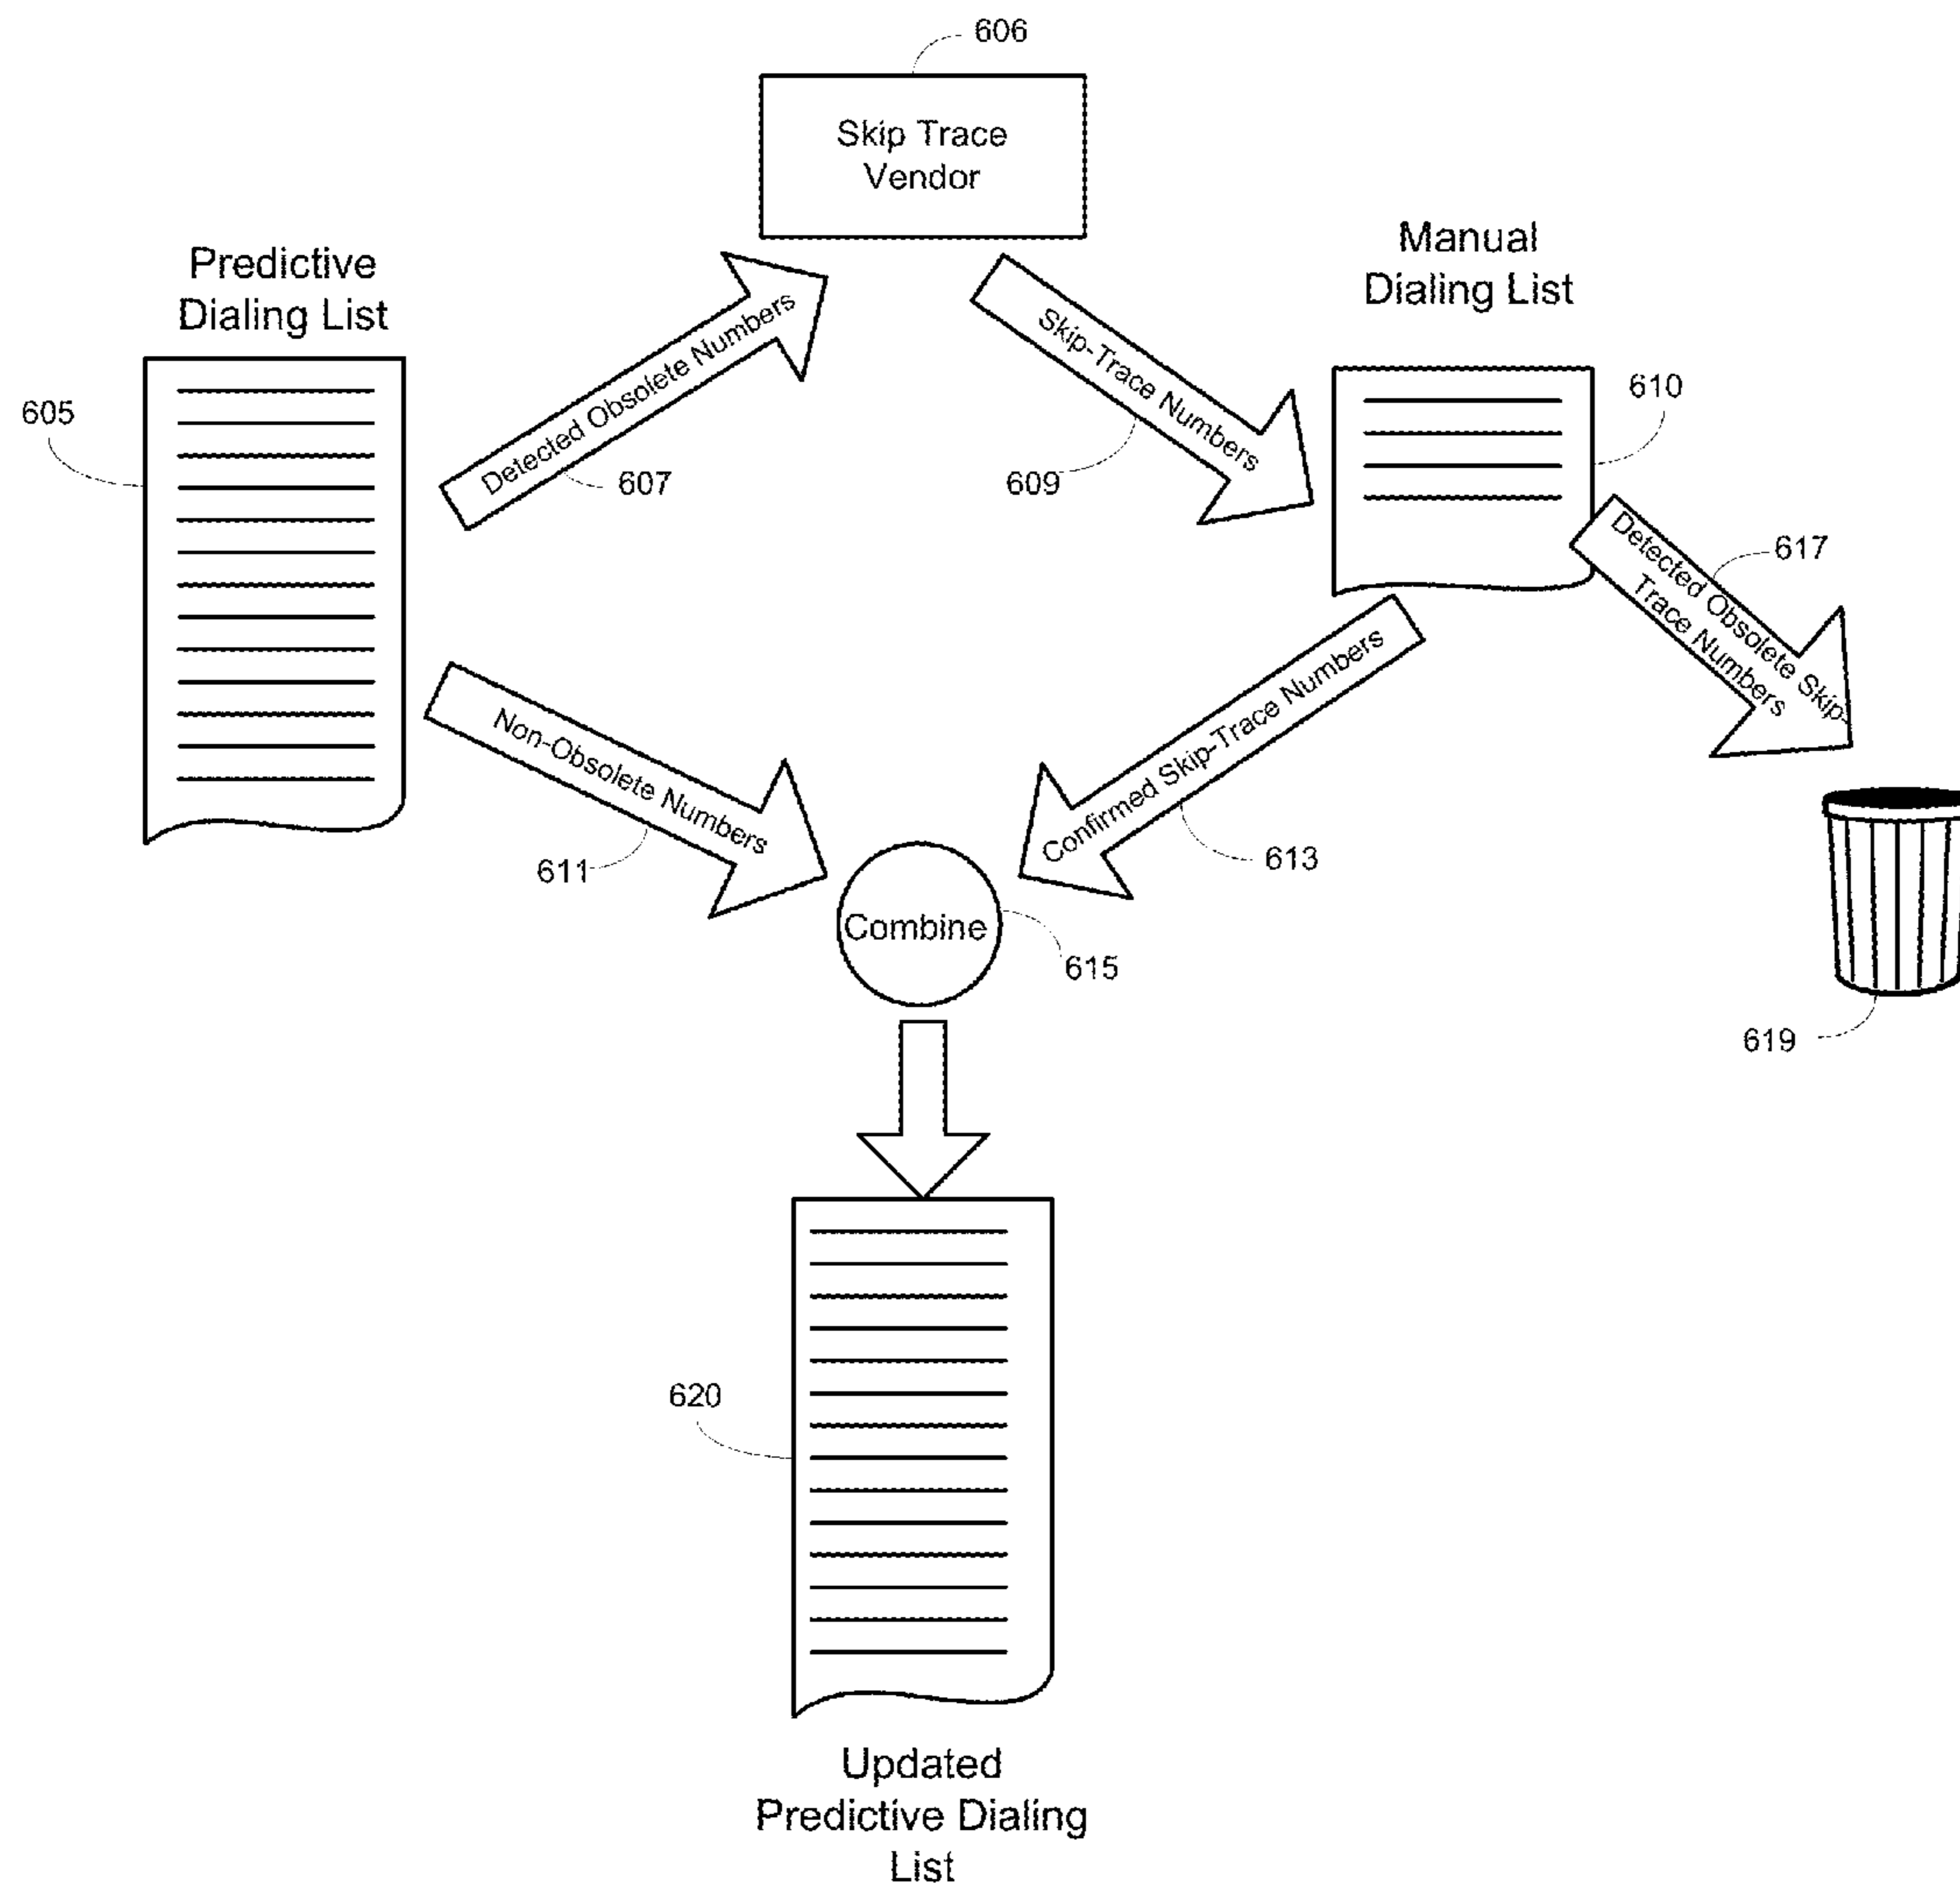 606
Skip Trace
Vendor
Predictive
Dialing List
Manual
Dialing List
605
Detected Obsolete Numbers
607
Skip-Trace Numbers
609
610
Detected Obsolete Skip-
Trace Numbers
617
Non-Obsolete Numbers
611
Confirmed Skip-Trace Numbers
613
Combine
615
619
620
Updated
Predictive Dialing
List